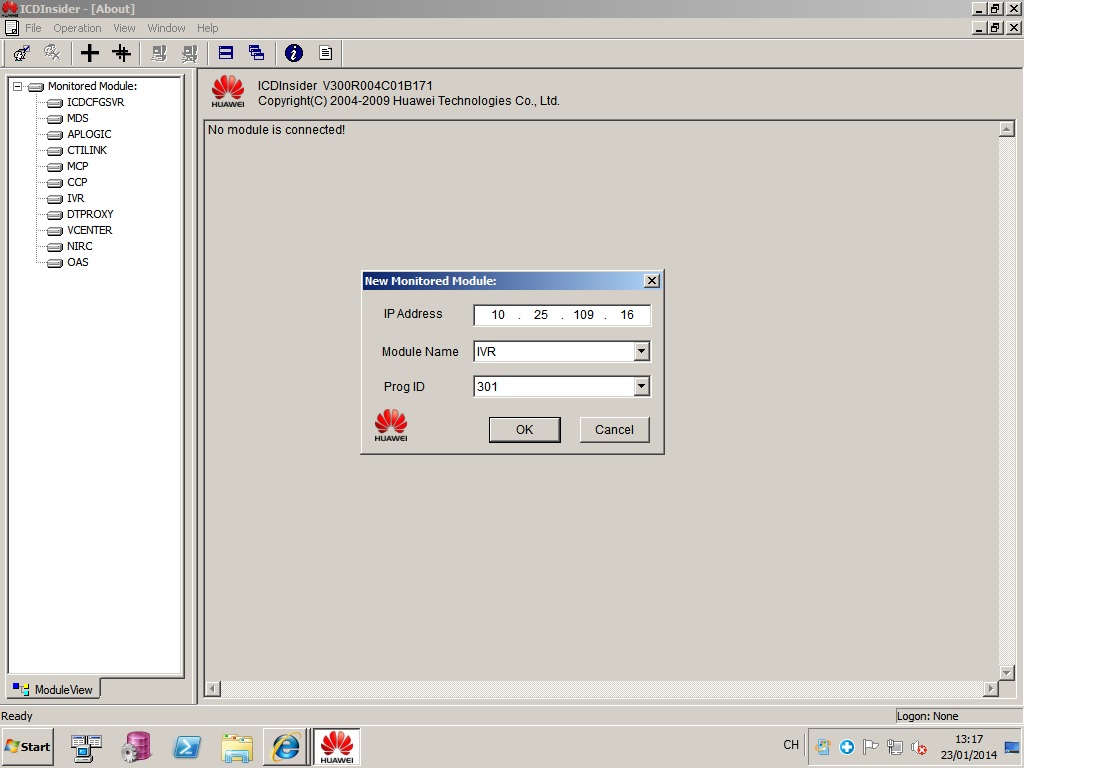 ICDInsider - [About]
File Operation View Window Help
Monitored Module:
ICDCFGSVR
MDS
APLOGIC
CTILINK
MCP
CCP
IVR
DTPROXY
VCENTER
NIRC
OAS
ModuleView
HUAWEI
ICDInsider V300R004C01B171
Copyright(C) 2004-2009 Huawei Technologies Co., Ltd.
No module is connected!
New Monitored Module:
IP Address 10 . 25 . 109 . 16
Module Name IVR
Prog ID 301
HUAWEI
OK Cancel
Ready
Logon: None
Start
HUAWEI
CH
13:17
23/01/2014